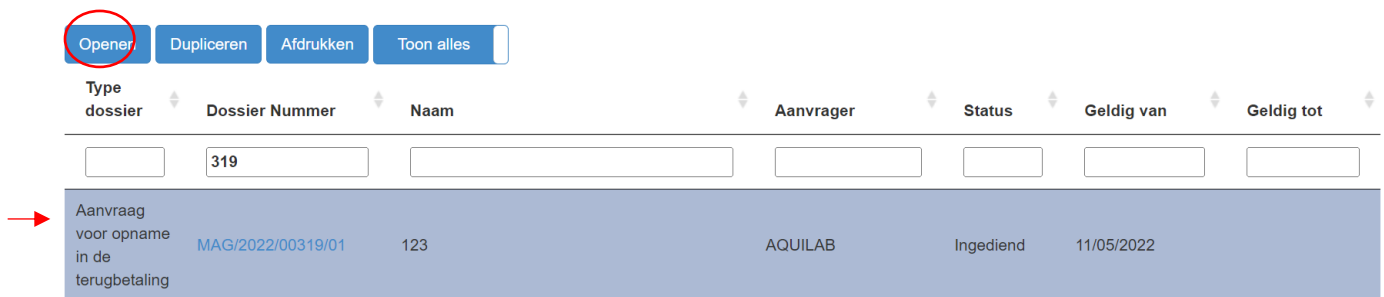 Openen Dupliceren Afdrukken Toon alles
Type
dossier Dossier Nummer Naam Aanvrager Status Geldig van Geldig tot
319
Aanvraag
voor opname
MAG/2022/00319/01 123 AQUILAB Ingediend 11/05/2022
in de
terugbetaling